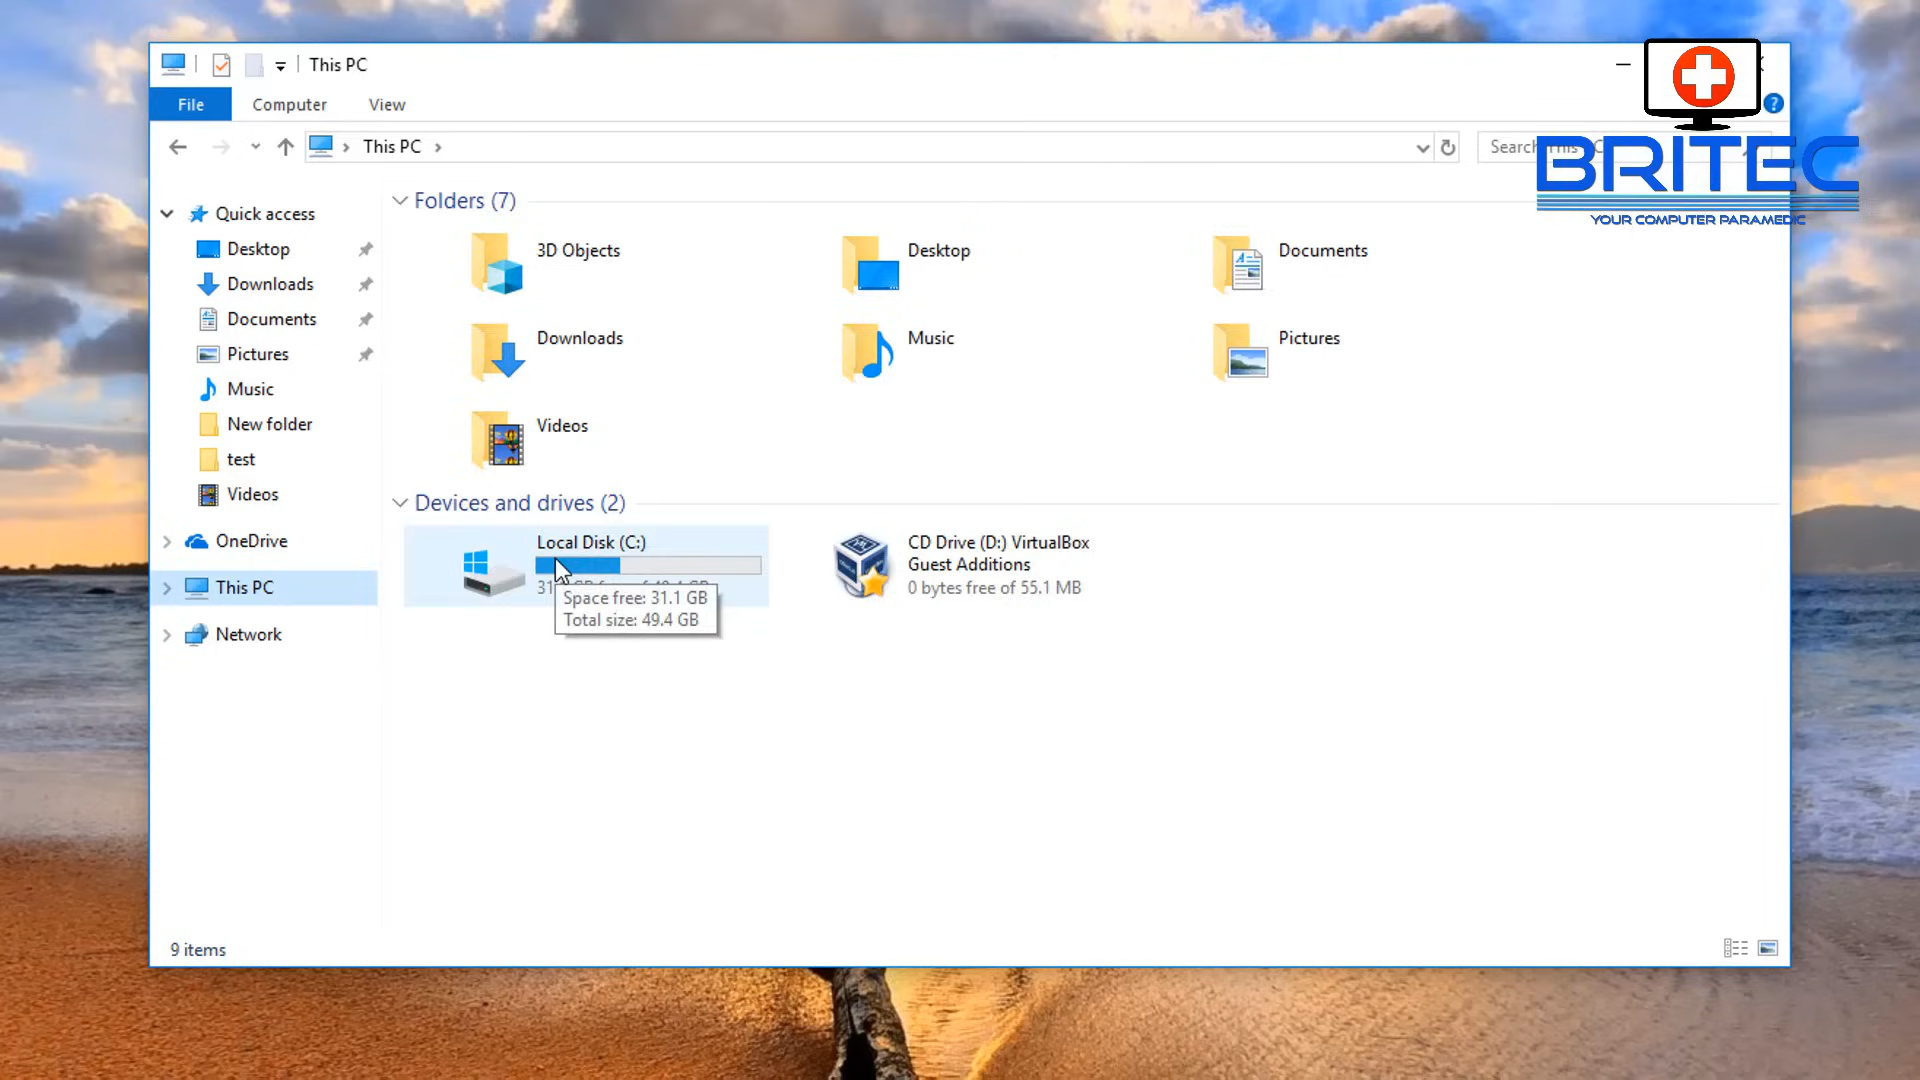 This PC
File
Computer
View
This PC
Search This PC
BRITEC
YOUR COMPUTER PARAMEDIC
Quick access
Desktop
Downloads
Documents
Pictures
Music
New folder
test
Videos
OneDrive
This PC
Network
Folders (7)
3D Objects
Desktop
Documents
Downloads
Music
Pictures
Videos
Devices and drives (2)
Local Disk (C:)
Space free: 31.1 GB
Total size: 49.4 GB
CD Drive (D:) VirtualBox
Guest Additions
0 bytes free of 55.1 MB
9 items